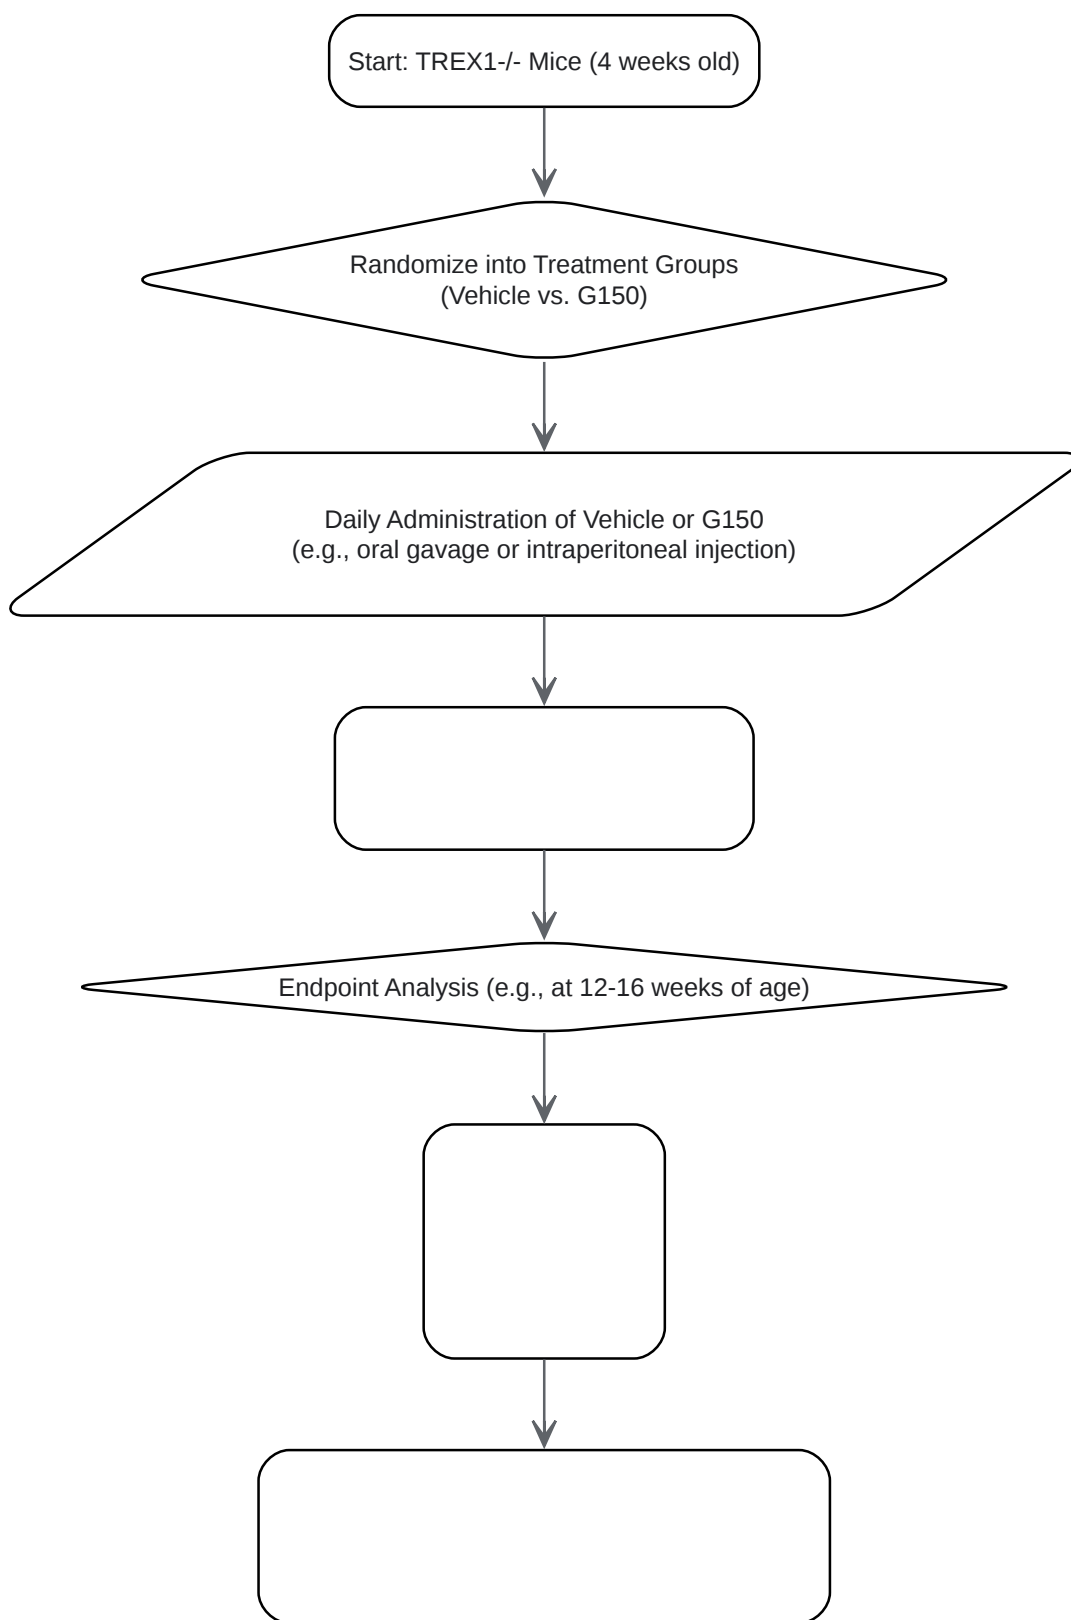 Start: TREX1-/- Mice (4 weeks old)
Randomize into Treatment Groups
(Vehicle vs. G150)
Daily Administration of Vehicle or G150
(e.g., oral gavage or intraperitoneal injection)
Endpoint Analysis (e.g., at 12-16 weeks of age)